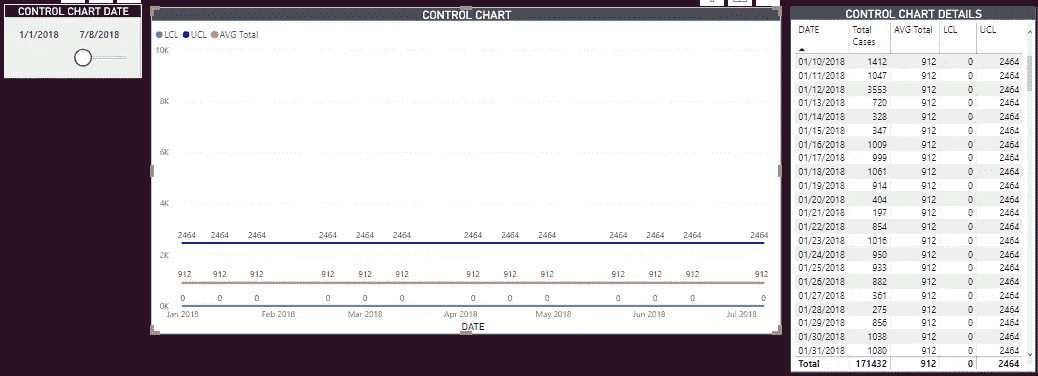 CONTROL CHART DATE
1/1/2018 7/8/2018
CONTROL CHART
LCL UCL AVG Total
10K
8K
6K
4K
2464 2464 2464 2464 2464 2464 2464 2464 2464 2464 2464 2464 2464
2K
912 912 912 912 912 912 912 912 912 912 912 912 912
0 0 0 0 0 0 0 0 0 0 0 0 0
0K
Jan 2018 Feb 2018 Mar 2018 Apr 2018 May 2018 Jun 2018 Jul 2018
DATE
CONTROL CHART DETAILS
DATE Total AVG Total LCL UCL
Cases
01/10/2018 1412 912 0 2464
01/11/2018 1047 912 0 2464
01/12/2018 3553 912 0 2464
01/13/2018 720 912 0 2464
01/14/2018 328 912 0 2464
01/15/2018 347 912 0 2464
01/16/2018 1009 912 0 2464
01/17/2018 999 912 0 2464
01/18/2018 1061 912 0 2464
01/19/2018 914 912 0 2464
01/20/2018 404 912 0 2464
01/21/2018 197 912 0 2464
01/22/2018 854 912 0 2464
01/23/2018 1016 912 0 2464
01/24/2018 950 912 0 2464
01/25/2018 933 912 0 2464
01/26/2018 882 912 0 2464
01/27/2018 361 912 0 2464
01/28/2018 275 912 0 2464
01/29/2018 856 912 0 2464
01/30/2018 1038 912 0 2464
01/31/2018 1080 912 0 2464
Total 171432 912 0 2464